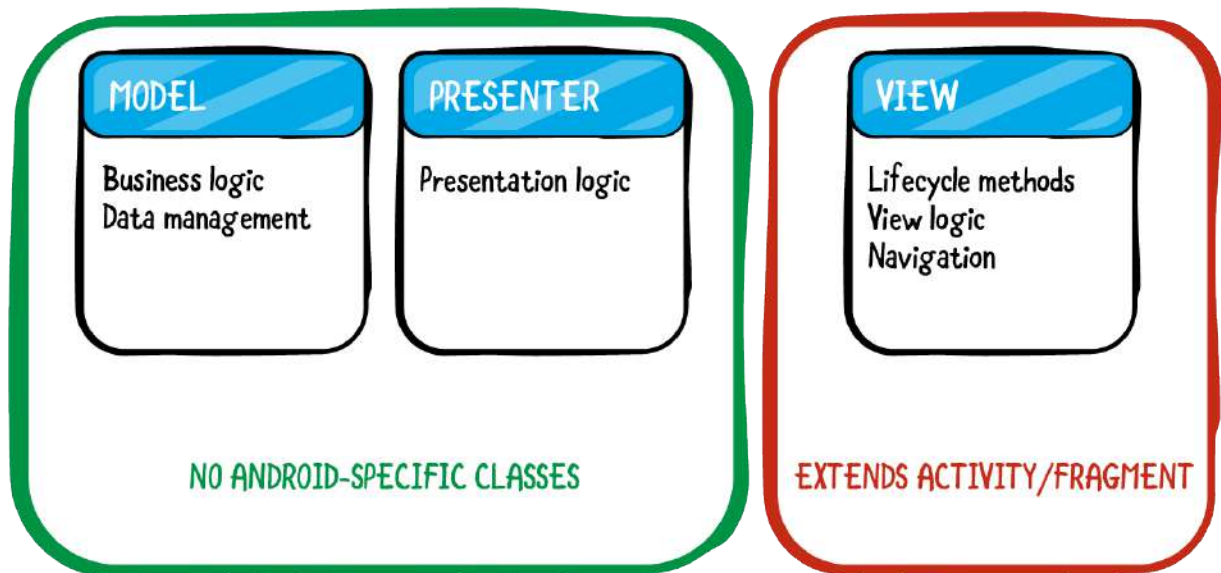 MODEL
Business logic
Data management
PRESENTER
Presentation logic
NO ANDROID-SPECIFIC CLASSES
VIEW
Lifecycle methods
View logic
Navigation
EXTENDS ACTIVITY/FRAGMENT